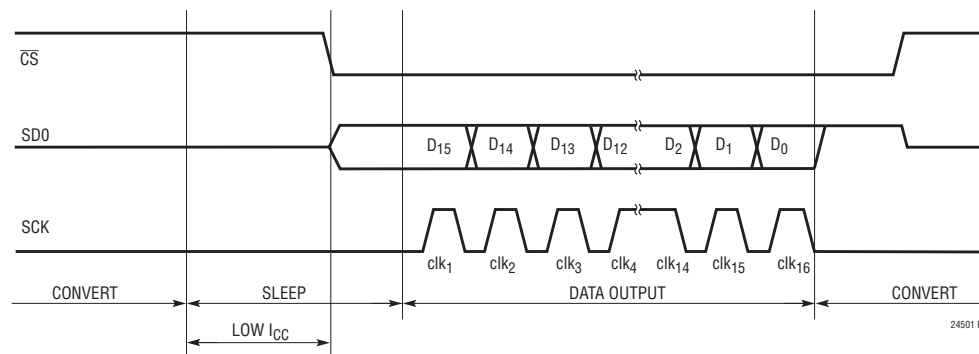 CS
SD0
D15 D14 D13 D12 D2 D1 D0
SCK
clk1 clk2 clk3 clk4 clk14 clk15 clk16
CONVERT SLEEP DATA OUTPUT CONVERT
LOW ICC
24501